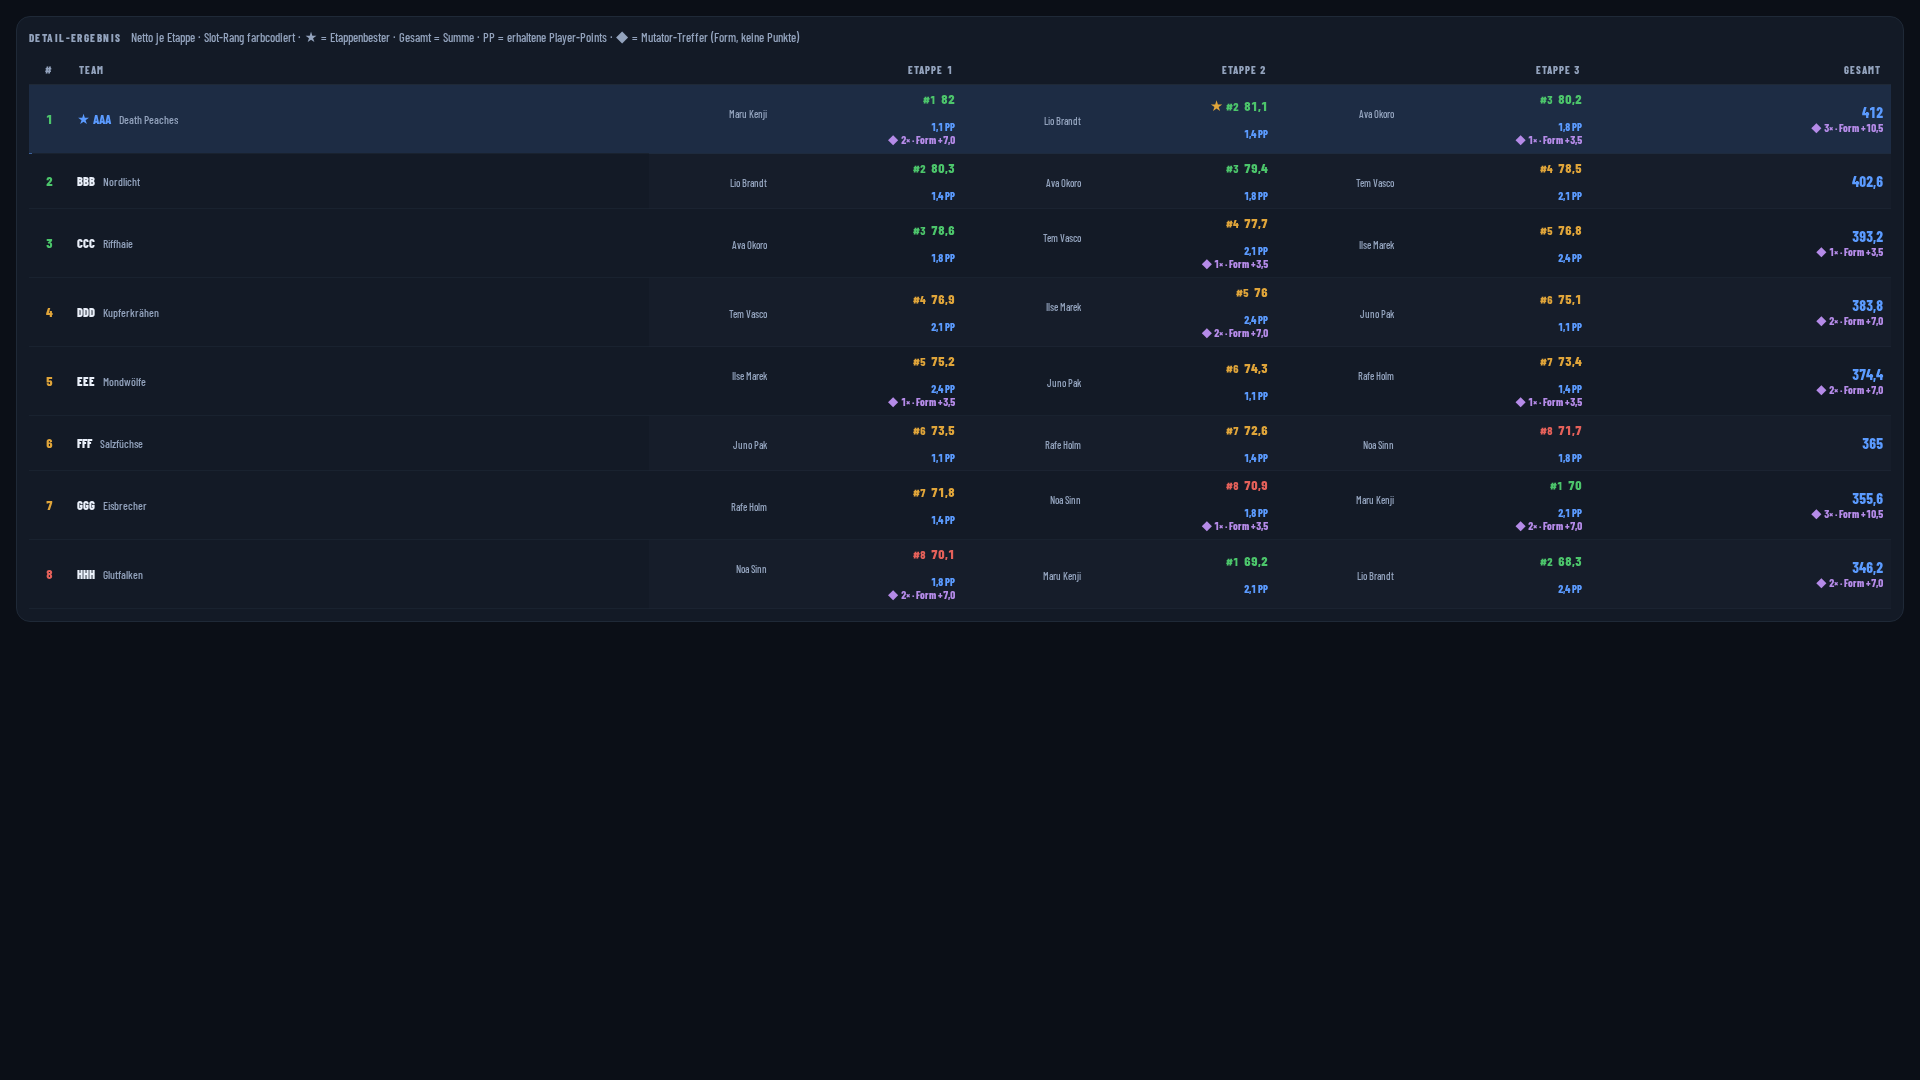 DETAIL-ERGEBNIS Netto je Etappe · Slot-Rang farbcodiert · ★ = Etappenbester · Gesamt = Summe · PP = erhaltene Player-Points · ◆ = Mutator-Treffer (Form, keine Punkte)
# TEAM ETAPPE 1 ETAPPE 2 ETAPPE 3 GESAMT
1 ★ AAA Death Peaches Maru Kenji #1 82 Lio Brandt ★ #2 81,1 Ava Okoro #3 80,2 412
1,1 PP 1,4 PP 1,8 PP ◆ 3× · Form +10,5
◆ 2× · Form +7,0 ◆ 1× · Form +3,5
2 BBB Nordlicht Lio Brandt #2 80,3 Ava Okoro #3 79,4 Tem Vasco #4 78,5 402,6
1,4 PP 1,8 PP 2,1 PP
3 CCC Riffhaie Ava Okoro #3 78,6 Tem Vasco #4 77,7 Ilse Marek #5 76,8 393,2
1,8 PP 2,1 PP 2,4 PP ◆ 1× · Form +3,5
◆ 1× · Form +3,5
4 DDD Kupferkrähen Tem Vasco #4 76,9 Ilse Marek #5 76 Juno Pak #6 75,1 383,8
2,1 PP 2,4 PP 1,1 PP ◆ 2× · Form +7,0
◆ 2× · Form +7,0
5 EEE Mondwölfe Ilse Marek #5 75,2 Juno Pak #6 74,3 Rafe Holm #7 73,4 374,4
2,4 PP 1,1 PP 1,4 PP ◆ 2× · Form +7,0
◆ 1× · Form +3,5 ◆ 1× · Form +3,5
6 FFF Salzfüchse Juno Pak #6 73,5 Rafe Holm #7 72,6 Noa Sinn #8 71,7 365
1,1 PP 1,4 PP 1,8 PP
7 GGG Eisbrecher Rafe Holm #7 71,8 Noa Sinn #8 70,9 Maru Kenji #1 70 355,6
1,4 PP 1,8 PP 2,1 PP ◆ 3× · Form +10,5
◆ 1× · Form +3,5 ◆ 2× · Form +7,0
8 HHH Glutfalken Noa Sinn #8 70,1 Maru Kenji #1 69,2 Lio Brandt #2 68,3 346,2
1,8 PP 2,1 PP 2,4 PP ◆ 2× · Form +7,0
◆ 2× · Form +7,0